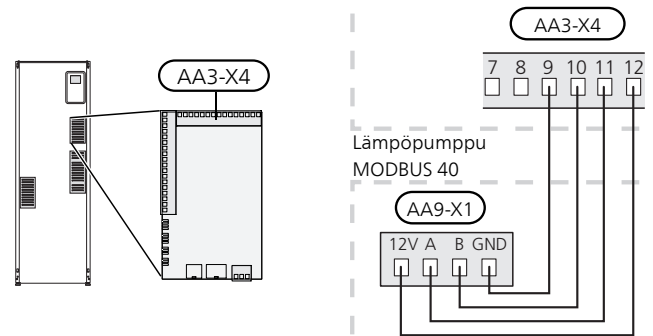 AA3-X4
AA3-X4
7 8 9 10 11 12
Lämpöpumppu
MODBUS 40
AA9-X1
12V A B GND